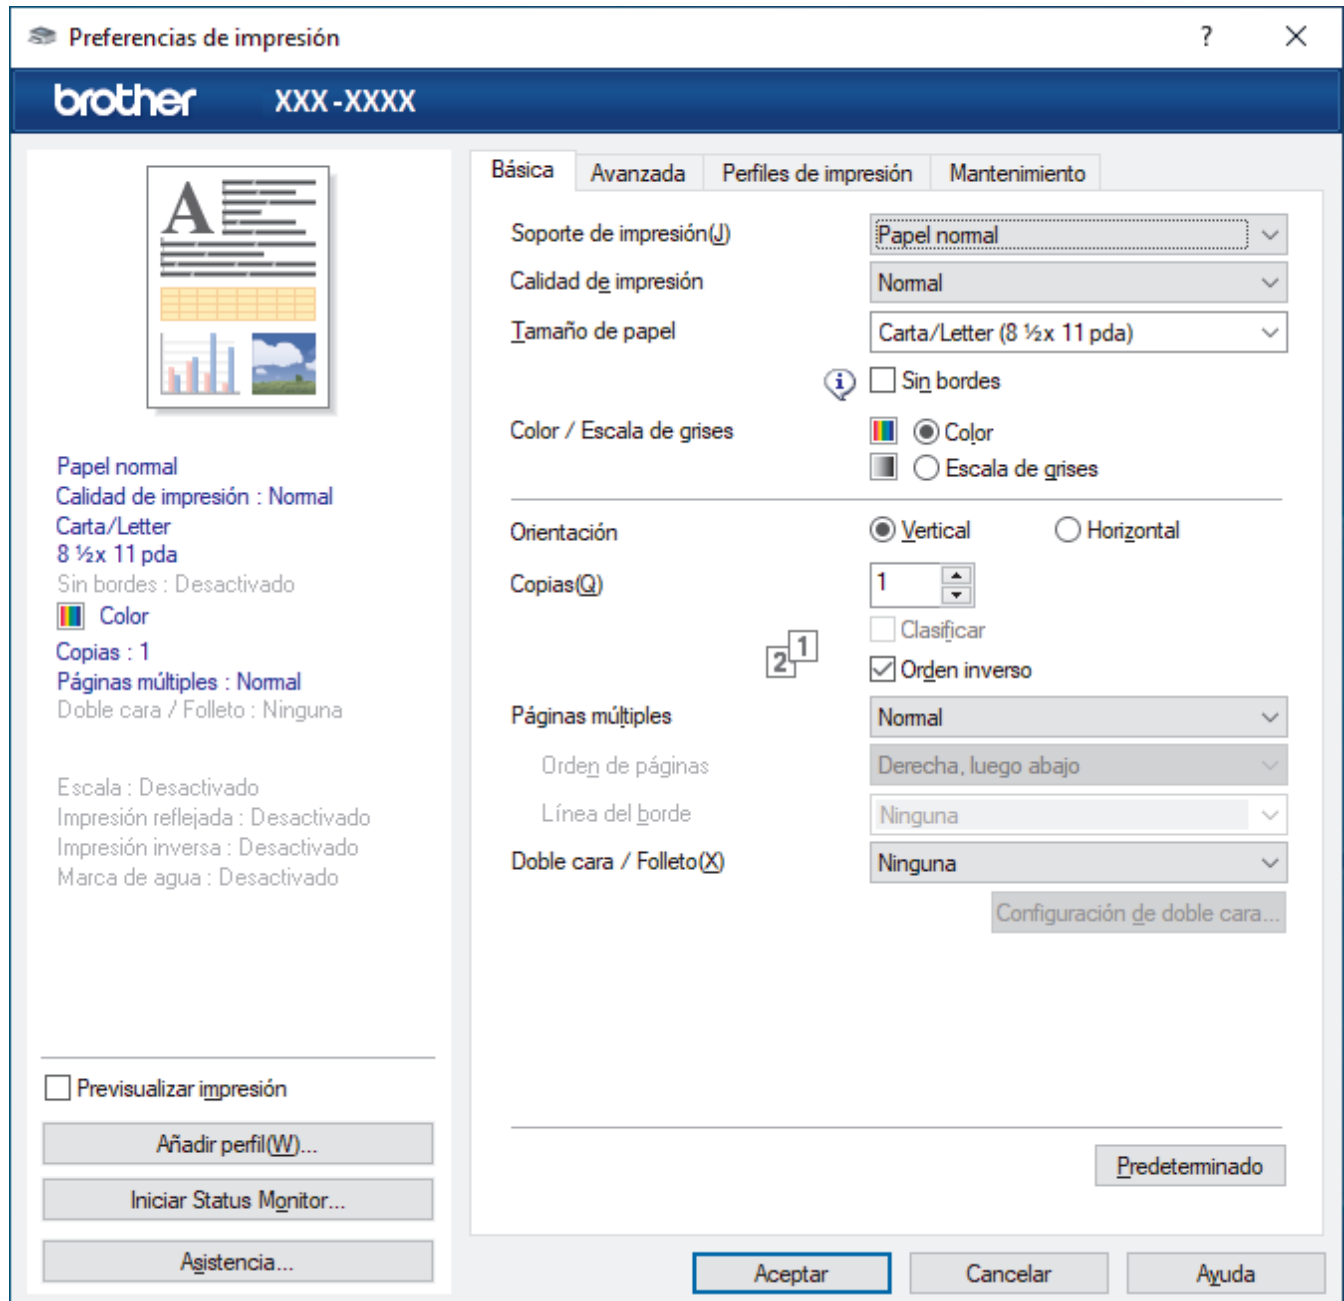 Preferencias de impresión ?
brother XXX-XXXX
A
Papel normal
Calidad de impresión : Normal
Carta/Letter
8 ½x 11 pda
Sin bordes : Desactivado
Color
Copias : 1
Páginas múltiples : Normal
Doble cara / Folleto : Ninguna
Escala : Desactivado
Impresión reflejada : Desactivado
Impresión inversa : Desactivado
Marca de agua : Desactivado
Previsualizar impresión
Añadir perfil(W)...
Iniciar Status Monitor...
Asistencia...
Básica Avanzada Perfiles de impresión Mantenimiento
Soporte de impresión(J) Papel normal
Calidad de impresión Normal
Tamaño de papel Carta/Letter (8 ½x 11 pda)
Sin bordes
Color / Escala de grises Color
Escala de grises
Orientación Vertical Horizontal
Copias(Q) 1
Clasificar
2 1
Orden inverso
Páginas múltiples Normal
Orden de páginas Derecha, luego abajo
Línea del borde Ninguna
Doble cara / Folleto(X) Ninguna
Configuración de doble cara...
Predeterminado
Aceptar Cancelar Ayuda